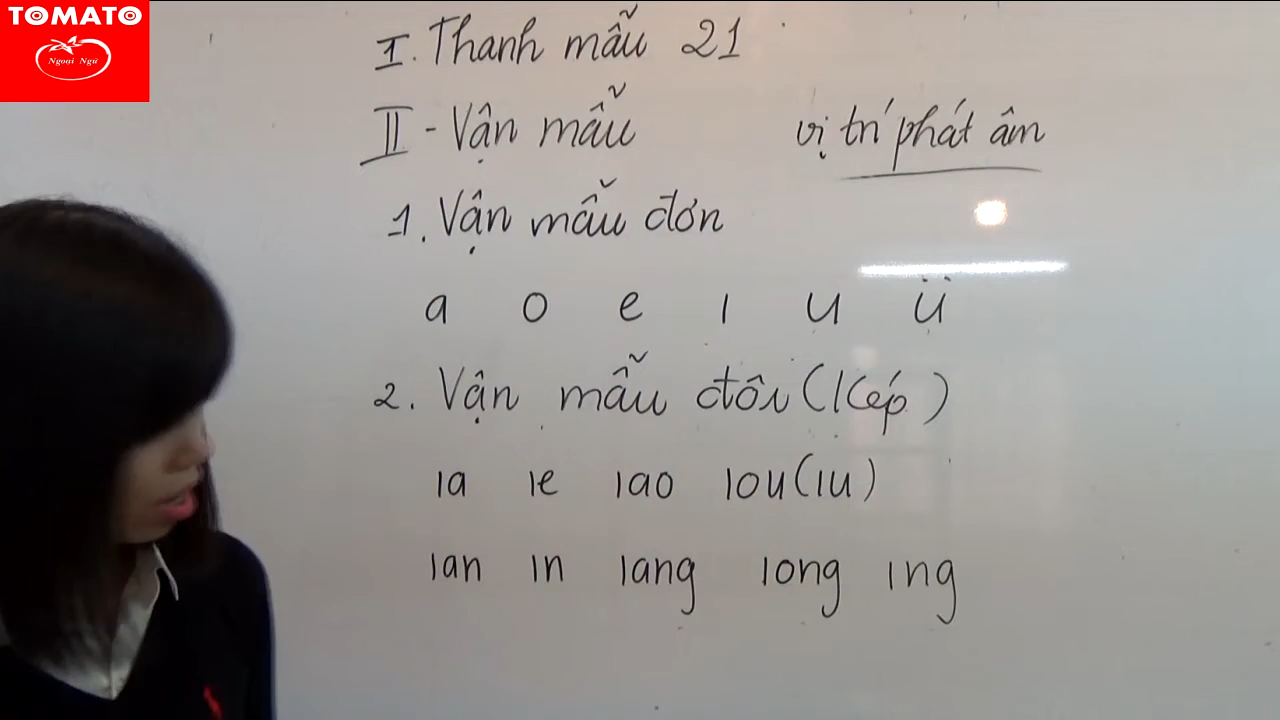 TOMATO
Ngoại Ngữ
I. Thanh mẫu 21
II - Vận mẫu
vị trí phát âm
1. Vận mẫu đơn
a o e i u ü
2. Vận mẫu đôi (Kép)
ia ie iao iou (iu)
ian in iang iong ing